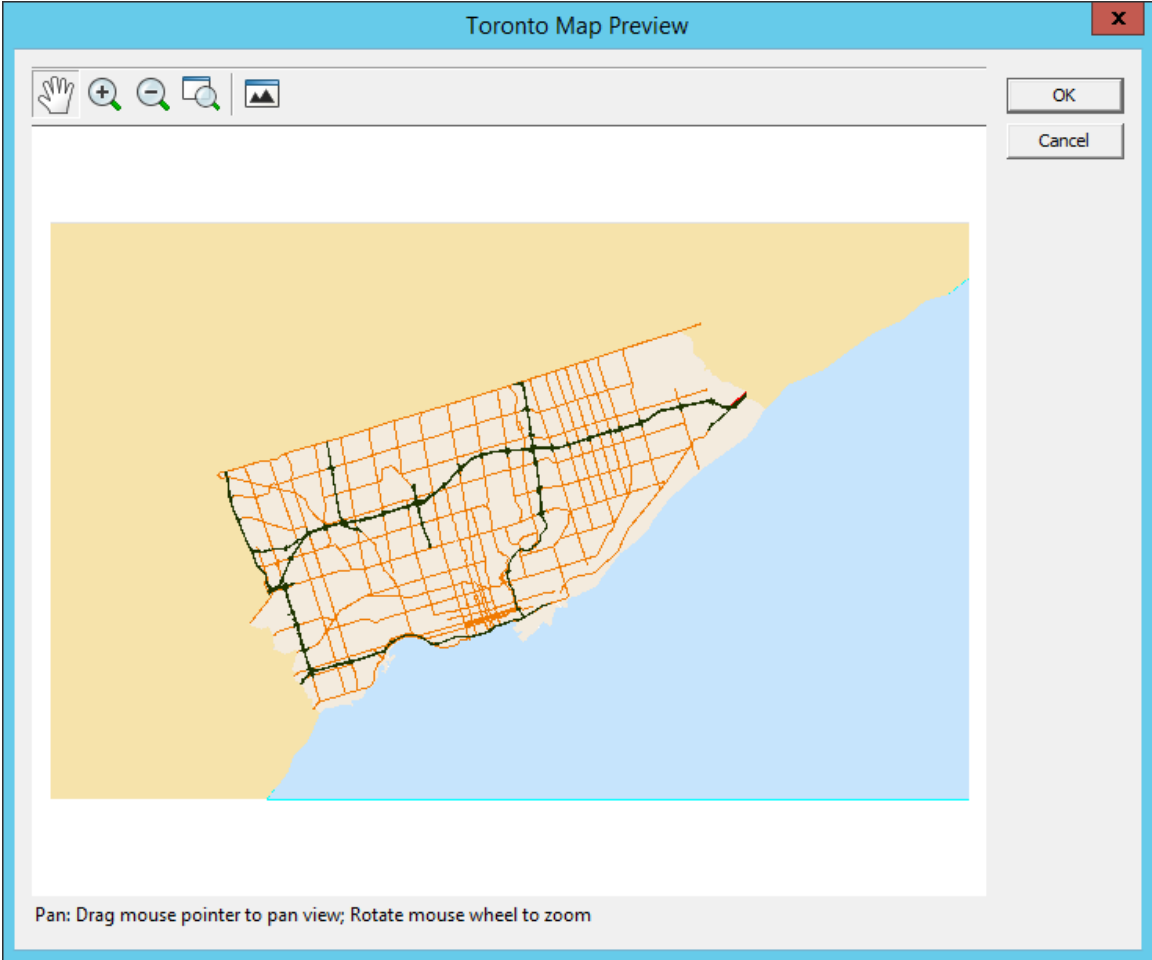 Toronto Map Preview
x
OK
Cancel
Pan: Drag mouse pointer to pan view; Rotate mouse wheel to zoom